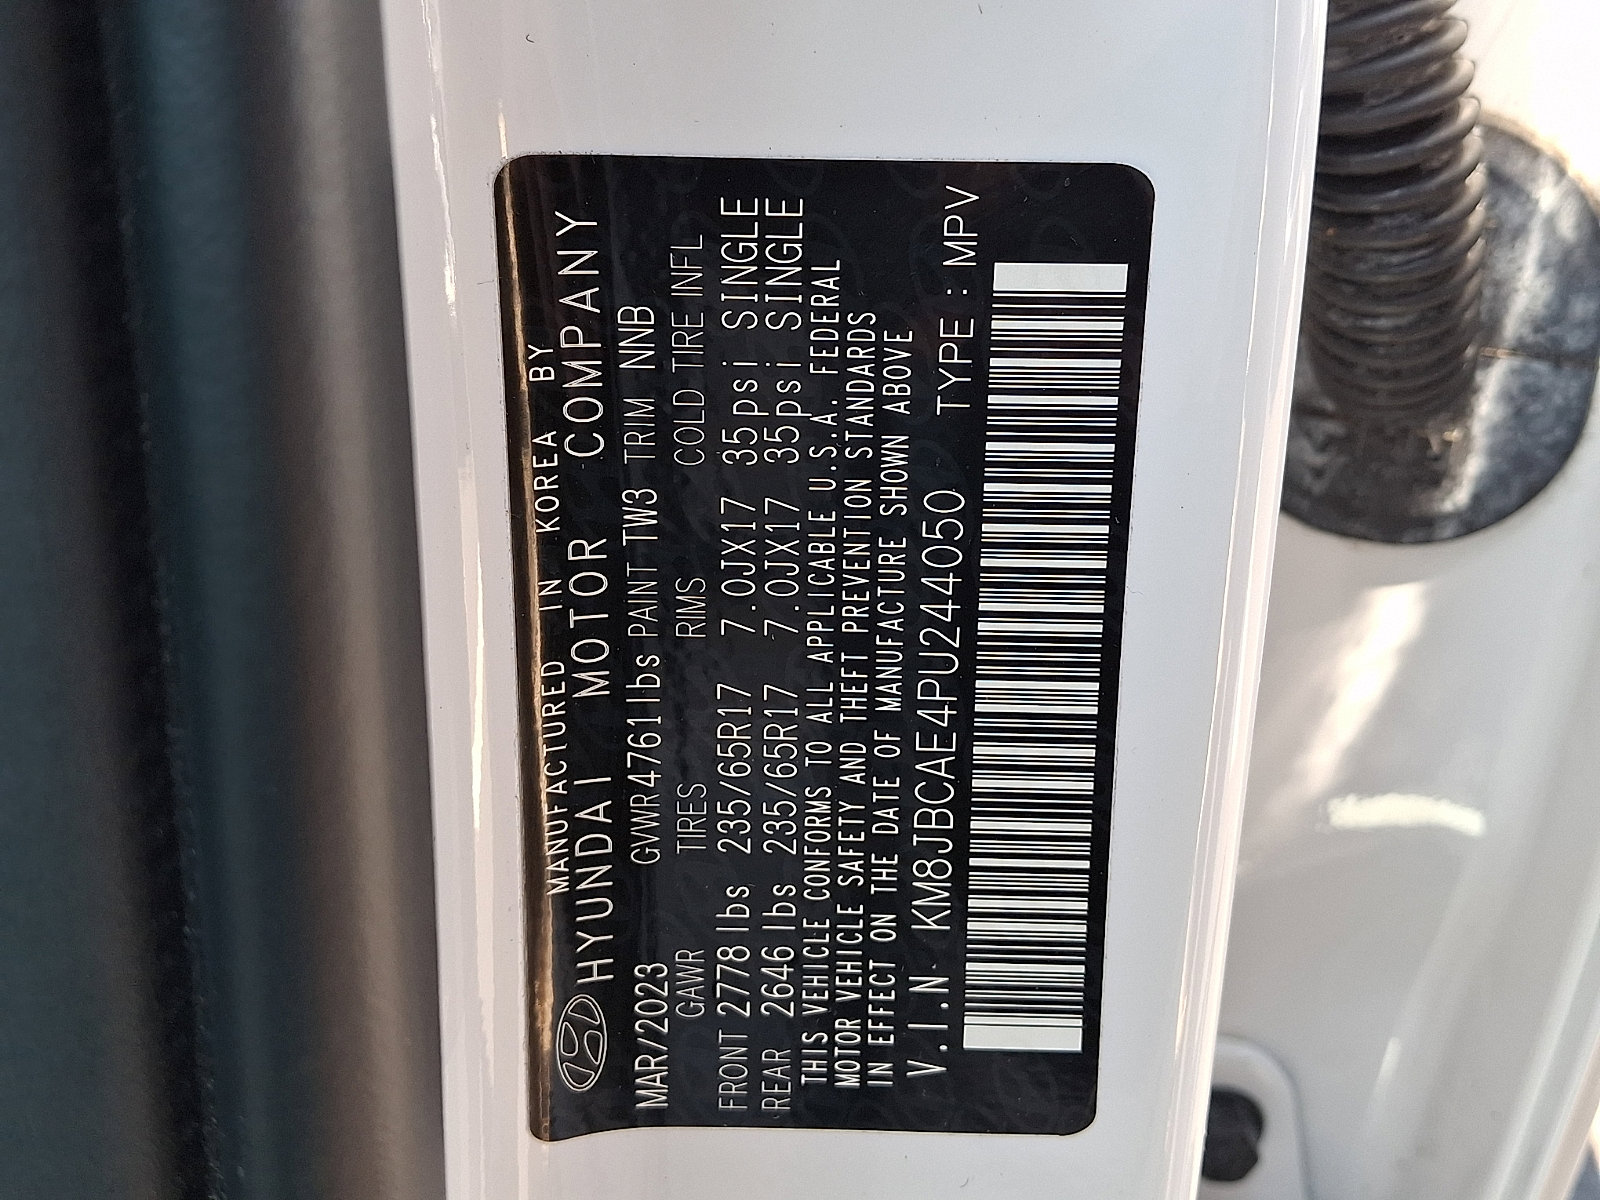 MANUFACTURED IN KOREA BY
HYUNDAI MOTOR COMPANY
MAR/2023 GVWR 4761 lbs PAINT TW3 TRIM NNB
GAWR TIRES RIMS COLD TIRE INFL
FRONT 2778 lbs 235/65R17 7.0JX17 35psi SINGLE
REAR 2646 lbs 235/65R17 7.0JX17 35psi SINGLE
THIS VEHICLE CONFORMS TO ALL APPLICABLE U.S.A. FEDERAL
MOTOR VEHICLE SAFETY AND THEFT PREVENTION STANDARDS
IN EFFECT ON THE DATE OF MANUFACTURE SHOWN ABOVE
V.I.N KM8JBCAE4PU244050 TYPE : MPV